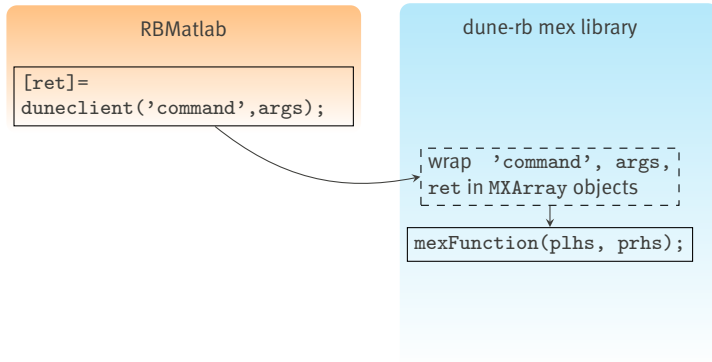 RBMatlab
[ret]=
duneclient('command',args);
dune-rb mex library
wrap 'command', args,
ret in MXArray objects
mexFunction(plhs, prhs);